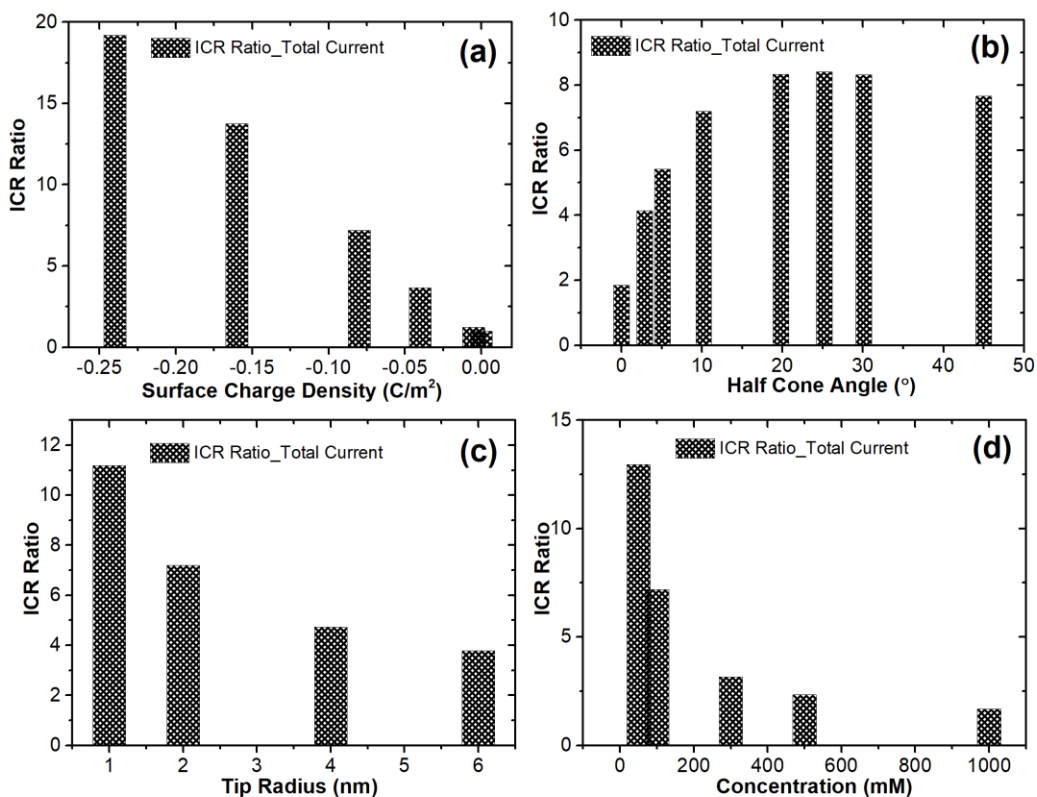 20
15
10
5
0
ICR Ratio
ICR Ratio_Total Current
(a)
-0.25 -0.20 -0.15 -0.10 -0.05 0.00
Surface Charge Density (C/m²)
10
8
6
4
2
0
ICR Ratio
ICR Ratio_Total Current
(b)
0 10 20 30 40 50
Half Cone Angle (°)
12
10
8
6
4
2
0
ICR Ratio
ICR Ratio_Total Current
(c)
1 2 3 4 5 6
Tip Radius (nm)
15
10
5
0
ICR Ratio
ICR Ratio_Total Current
(d)
0 200 400 600 800 1000
Concentration (mM)